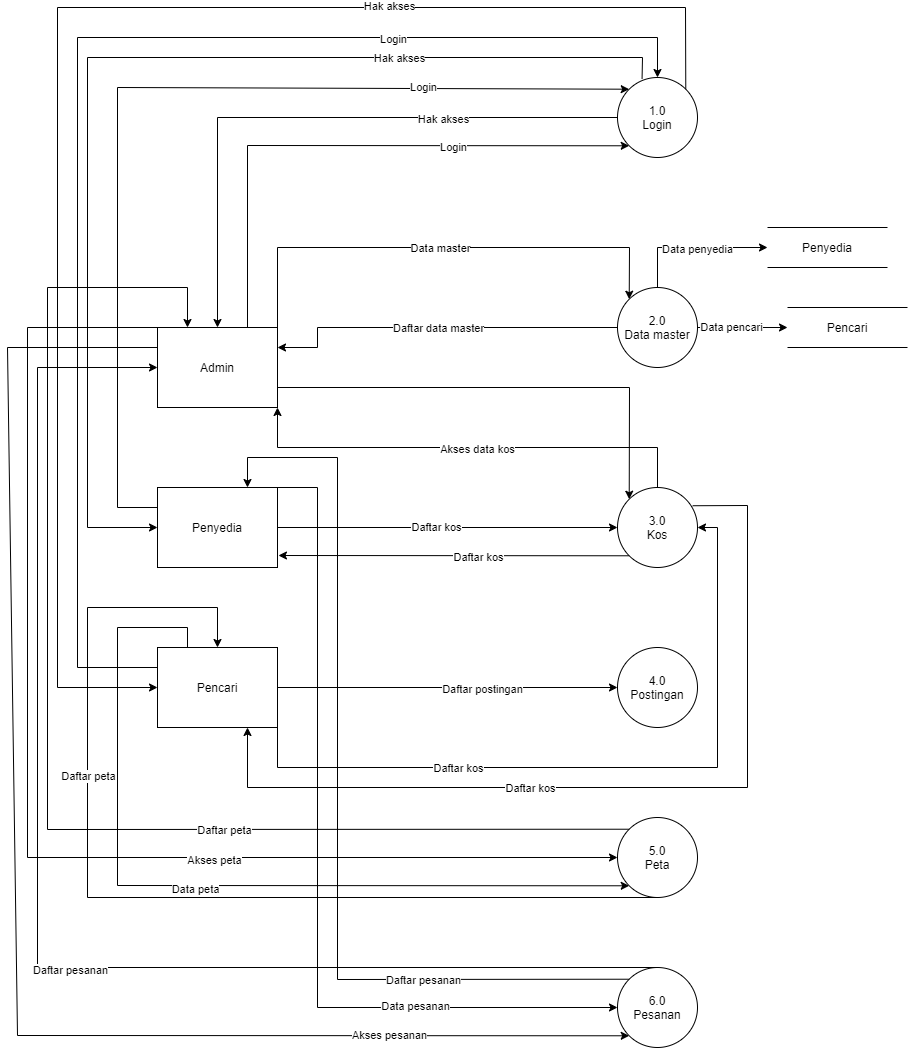 Hak akses
Login
Hak akses
Login
1.0
Login
Hak akses
Login
Data master
Data penyedia
Penyedia
2.0
Data master
Daftar data master
Data pencari
Pencari
Admin
Akses data kos
Penyedia
Daftar kos
3.0
Kos
Daftar kos
Pencari
Daftar postingan
4.0
Postingan
Daftar kos
Daftar peta
Daftar kos
Daftar peta
5.0
Peta
Akses peta
Data peta
Daftar pesanan
Daftar pesanan
6.0
Pesanan
Data pesanan
Akses pesanan